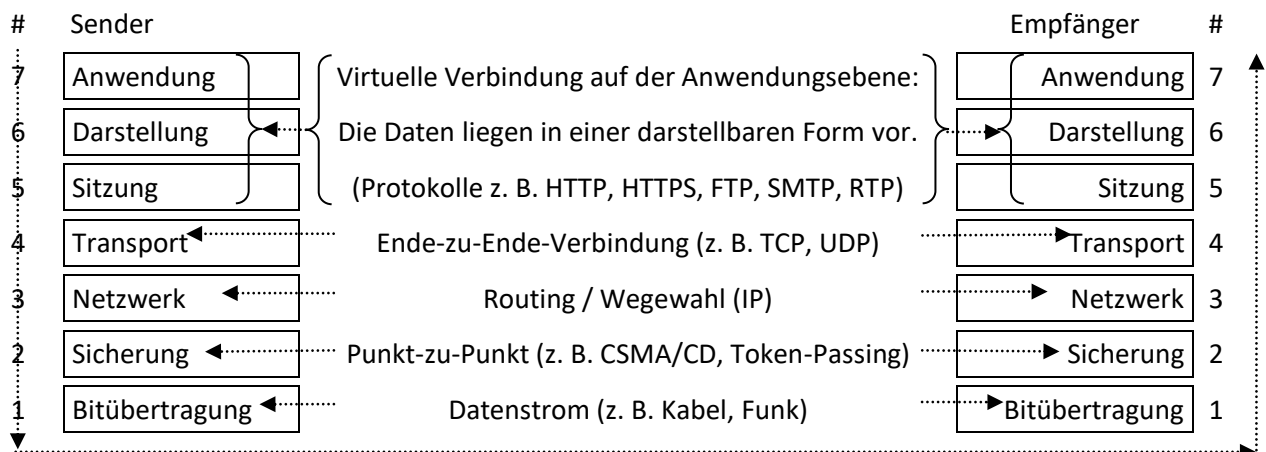 # Sender Empfänger #
7 Anwendung Virtuelle Verbindung auf der Anwendungsebene: Anwendung 7
6 Darstellung Die Daten liegen in einer darstellbaren Form vor. Darstellung 6
5 Sitzung (Protokolle z. B. HTTP, HTTPS, FTP, SMTP, RTP) Sitzung 5
4 Transport Ende-zu-Ende-Verbindung (z. B. TCP, UDP) Transport 4
3 Netzwerk Routing / Wegewahl (IP) Netzwerk 3
2 Sicherung Punkt-zu-Punkt (z. B. CSMA/CD, Token-Passing) Sicherung 2
1 Bitübertragung Datenstrom (z. B. Kabel, Funk) Bitübertragung 1